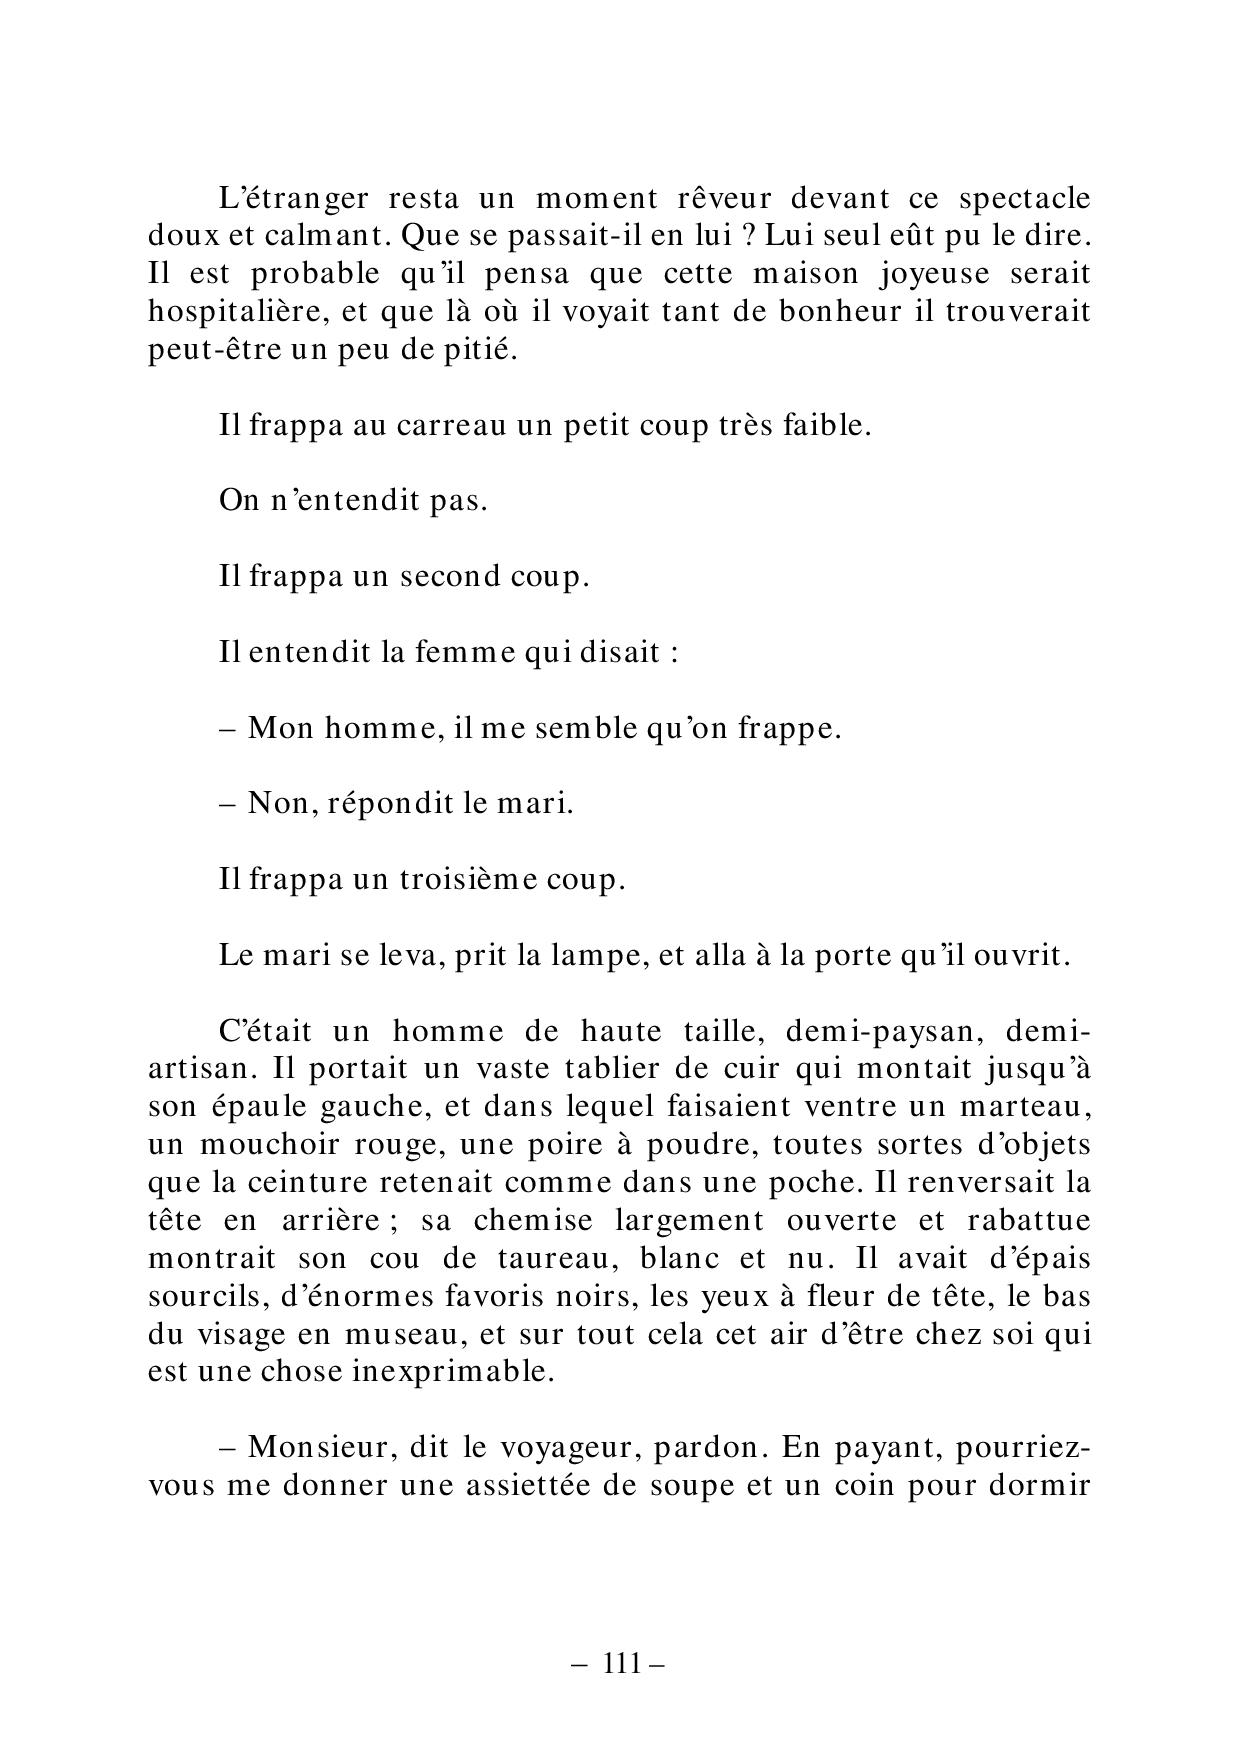 L’étranger resta un moment rêveur devant ce spectacle
doux et calmant. Que se passait-il en lui ? Lui seul eût pu le dire.
Il est probable qu’il pensa que cette maison joyeuse serait
hospitalière, et que là où il voyait tant de bonheur il trouverait
peut-être un peu de pitié.
Il frappa au carreau un petit coup très faible.
On n’entendit pas.
Il frappa un second coup.
Il entendit la femme qui disait :
– Mon homme, il me semble qu’on frappe.
– Non, répondit le mari.
Il frappa un troisième coup.
Le mari se leva, prit la lampe, et alla à la porte qu’il ouvrit.
C’était un homme de haute taille, demi-paysan, demi-
artisan. Il portait un vaste tablier de cuir qui montait jusqu’à
son épaule gauche, et dans lequel faisaient ventre un marteau,
un mouchoir rouge, une poire à poudre, toutes sortes d’objets
que la ceinture retenait comme dans une poche. Il renversait la
tête en arrière ; sa chemise largement ouverte et rabattue
montrait son cou de taureau, blanc et nu. Il avait d’épais
sourcils, d’énormes favoris noirs, les yeux à fleur de tête, le bas
du visage en museau, et sur tout cela cet air d’être chez soi qui
est une chose inexprimable.
– Monsieur, dit le voyageur, pardon. En payant, pourriez-
vous me donner une assiettée de soupe et un coin pour dormir
– 111 –